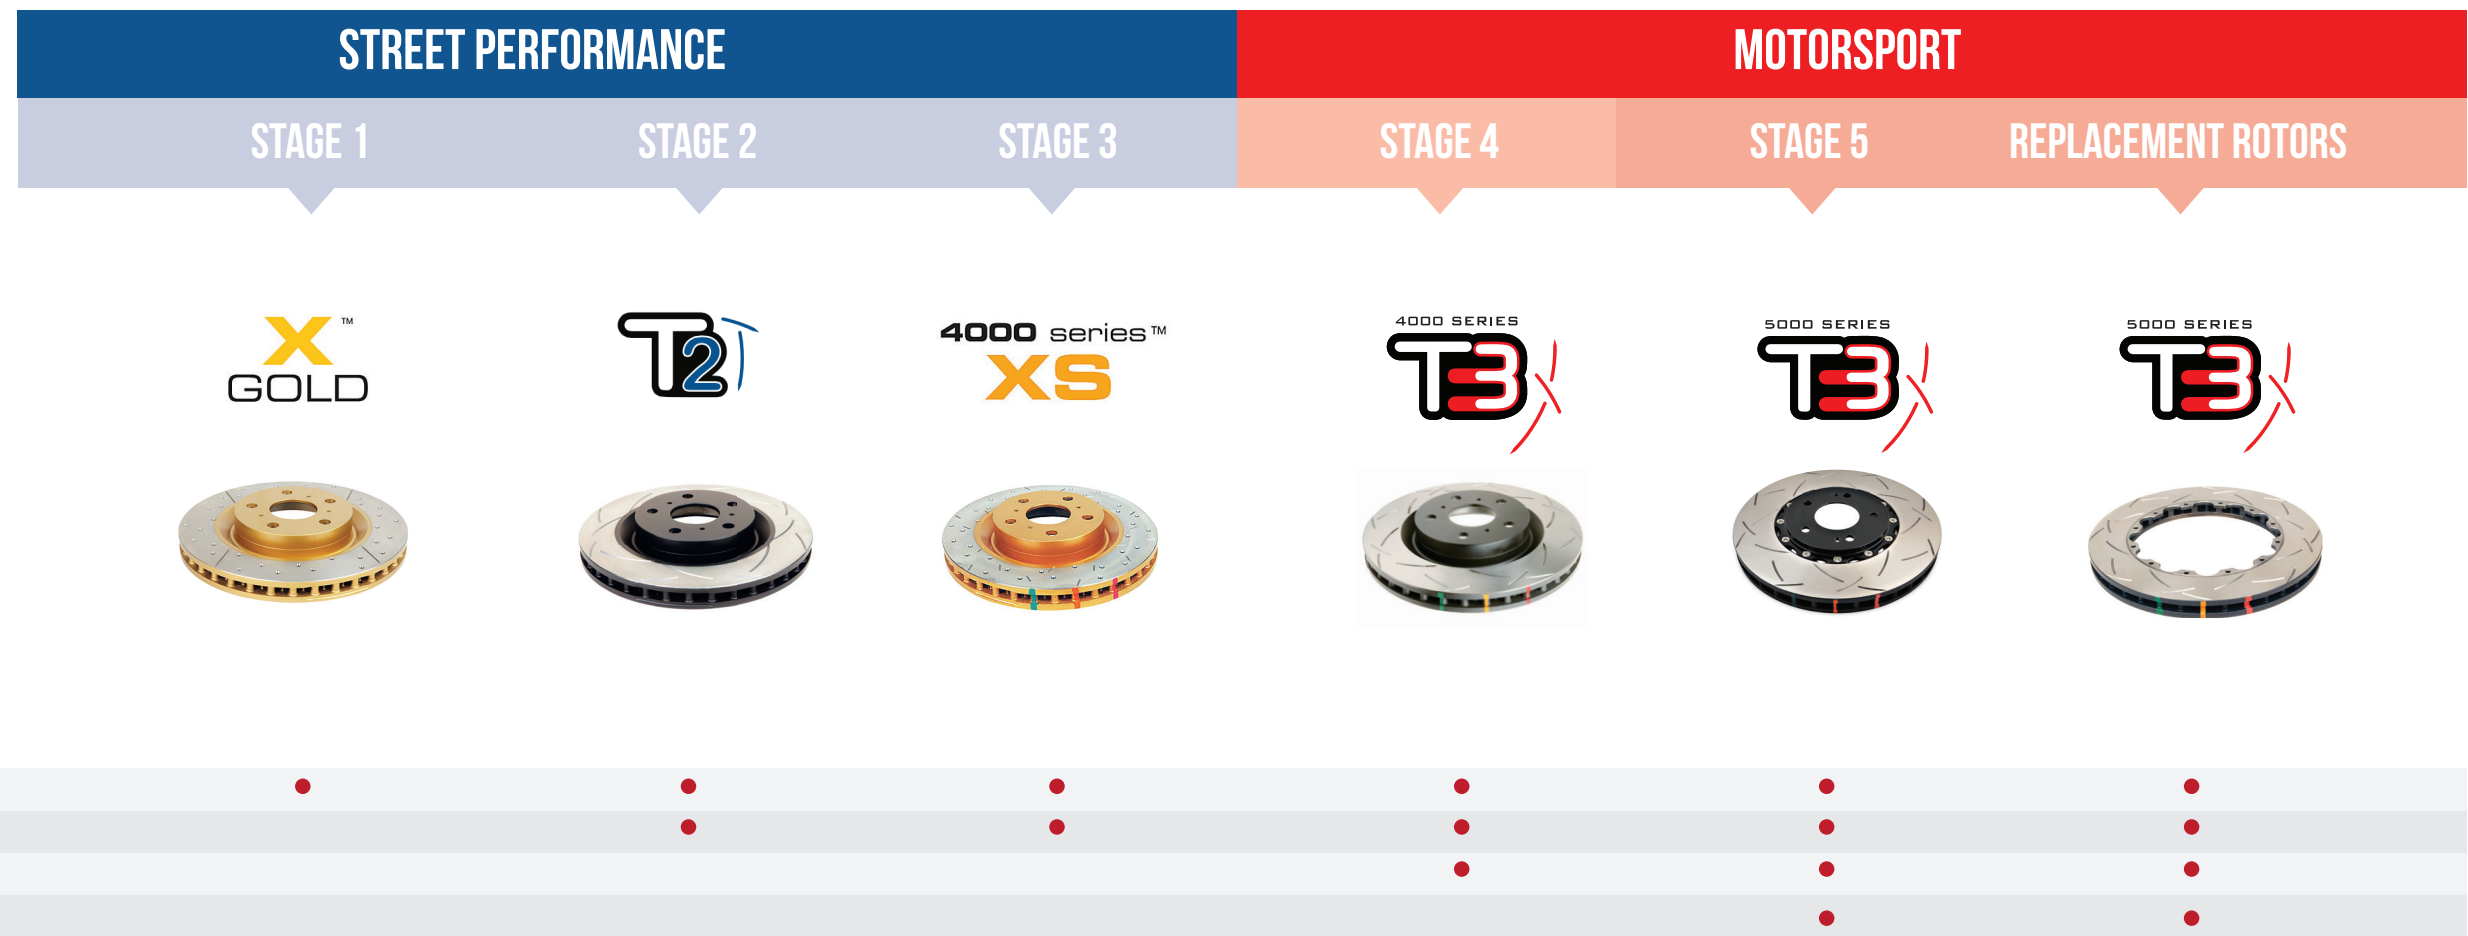 STREET PERFORMANCE
MOTORSPORT
STAGE 1
STAGE 2
STAGE 3
STAGE 4
STAGE 5
REPLACEMENT ROTORS
X™
GOLD
T2
4000 series™
XS
4000 SERIES
T3
5000 SERIES
T3
5000 SERIES
T3